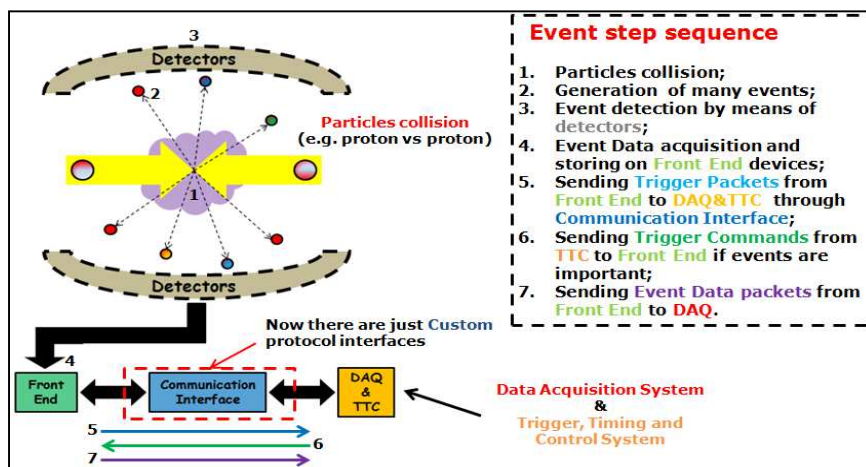 3
Detectors
2
Particles collision
(e.g. proton vs proton)
1
Detectors
Now there are just Custom
protocol interfaces
4
Front
End
Communication
Interface
DAQ
&
TTC
5
6
7
Event step sequence
1. Particles collision;
2. Generation of many events;
3. Event detection by means of
detectors;
4. Event Data acquisition and
storing on Front End devices;
5. Sending Trigger Packets from
Front End to DAQ&TTC through
Communication Interface;
6. Sending Trigger Commands from
TTC to Front End if events are
important;
7. Sending Event Data packets from
Front End to DAQ.
Data Acquisition System
&
Trigger, Timing and
Control System